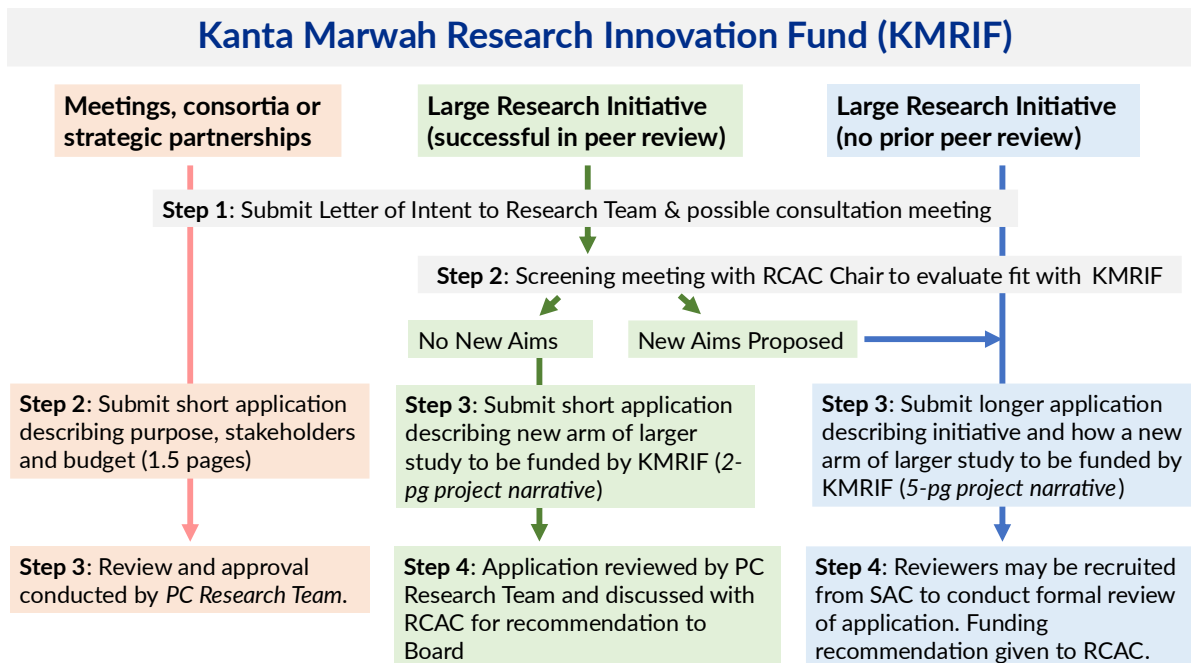 Kanta Marwah Research Innovation Fund (KMRIF)
Meetings, consortia or
strategic partnerships
Large Research Initiative
(successful in peer review)
Large Research Initiative
(no prior peer review)
Step 1: Submit Letter of Intent to Research Team & possible consultation meeting
Step 2: Screening meeting with RCAC Chair to evaluate fit with KMRIF
No New Aims
New Aims Proposed
Step 2: Submit short application
describing purpose, stakeholders
and budget (1.5 pages)
Step 3: Submit short application
describing new arm of larger
study to be funded by KMRIF (2-
pg project narrative)
Step 3: Submit longer application
describing initiative and how a new
arm of larger study to be funded by
KMRIF (5-pg project narrative)
Step 3: Review and approval
conducted by PC Research Team.
Step 4: Application reviewed by PC
Research Team and discussed with
RCAC for recommendation to
Board
Step 4: Reviewers may be recruited
from SAC to conduct formal review
of application. Funding
recommendation given to RCAC.